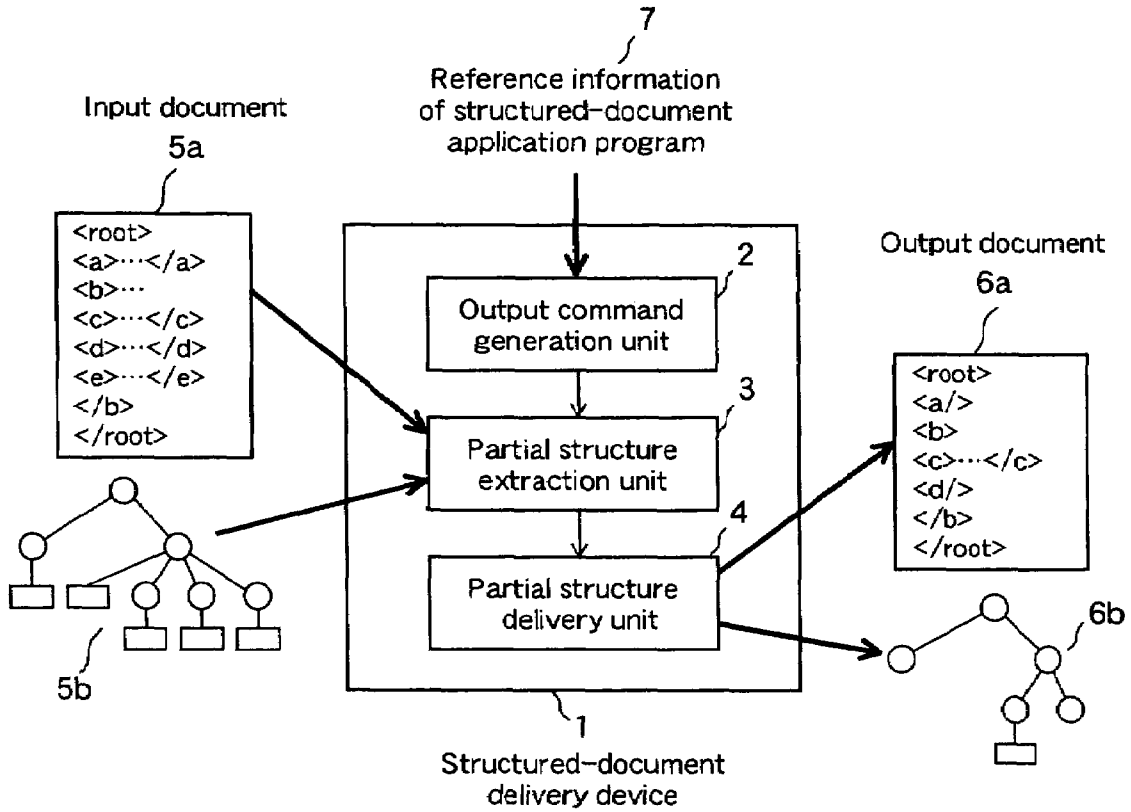 7
Reference information
of structured-document
application program
Input document
5a
<root>
<a>⋯</a>
<b>⋯
<c>⋯</c>
<d>⋯</d>
<e>⋯</e>
</b>
</root>
5b
2
Output command
generation unit
3
Partial structure
extraction unit
4
Partial structure
delivery unit
1
Structured-document
delivery device
Output document
6a
<root>
<a/>
<b>
<c>⋯</c>
<d/>
</b>
</root>
6b